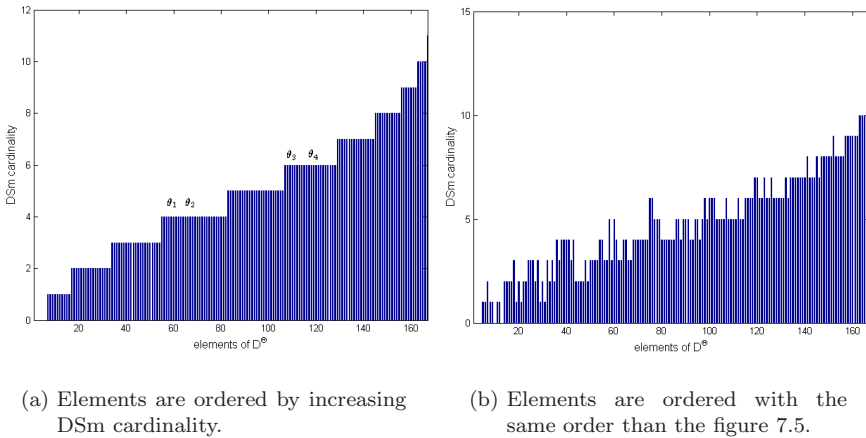 12
10
8
6
4
2
0
DSm cardinality
θ₁ θ₂
θ₃ θ₄
20 40 60 80 100 120 140 160
elements of D^Θ
15
10
5
0
DSm cardinality
20 40 60 80 100 120 140 160
elements of D^Θ
(a) Elements are ordered by increasing
DSm cardinality.
(b) Elements are ordered with the
same order than the figure 7.5.